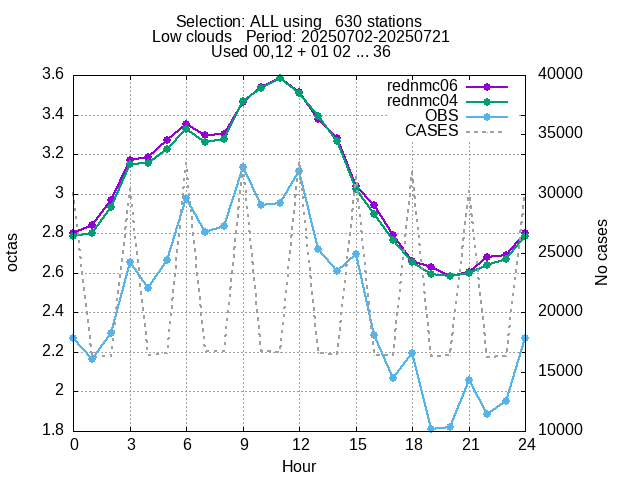 Selection: ALL using   630 stations
Low clouds   Period: 20250702-20250721
Used 00,12 + 01 02 ... 36
3.6
3.4
3.2
3
2.8
2.6
2.4
2.2
2
1.8
octas
40000
35000
30000
25000
20000
15000
10000
No cases
rednmc06
rednmc04
OBS
CASES
0 3 6 9 12 15 18 21 24
Hour